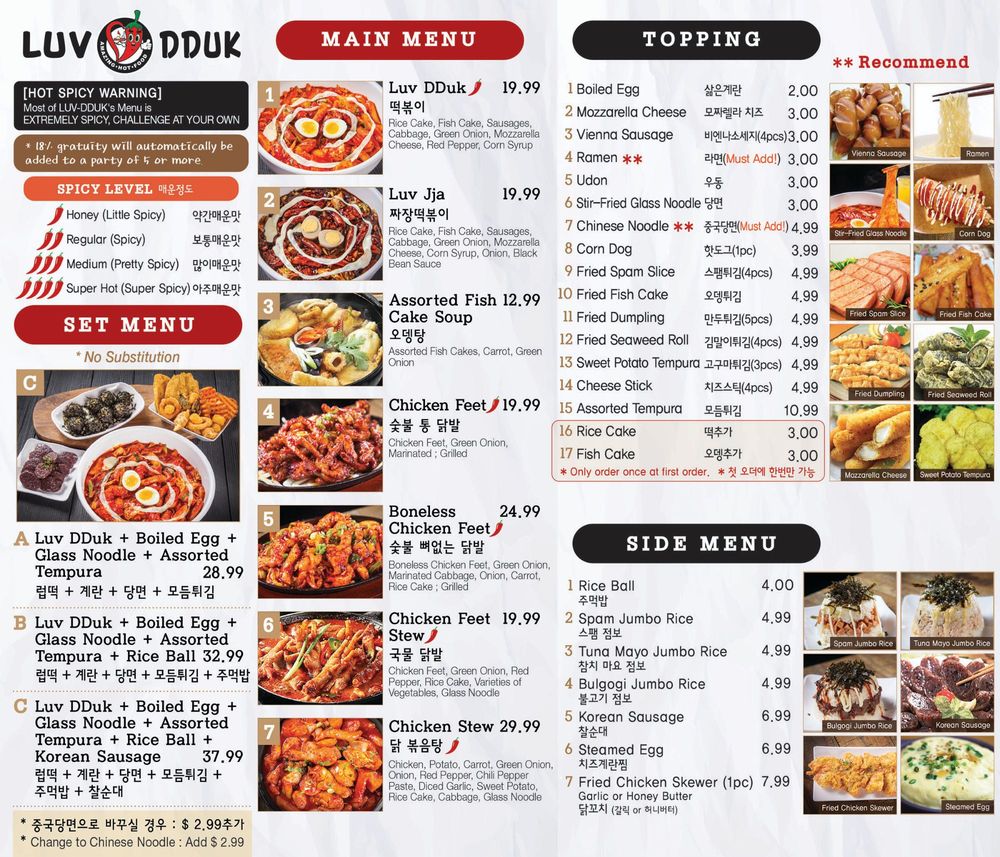 LUV DDUK
AMAZING·HOT·FOOD
[HOT SPICY WARNING]
Most of LUV-DDUK's Menu is
EXTREMELY SPICY, CHALLENGE AT YOUR OWN
* 18% gratuity will automatically be
added to a party of 5 or more.
SPICY LEVEL 매운정도
Honey (Little Spicy) 약간매운맛
Regular (Spicy) 보통매운맛
Medium (Pretty Spicy) 많이매운맛
Super Hot (Super Spicy) 아주매운맛
SET MENU
* No Substitution
C
A Luv DDuk + Boiled Egg +
Glass Noodle + Assorted
Tempura 28.99
럽떡 + 계란 + 당면 + 모듬튀김
B Luv DDuk + Boiled Egg +
Glass Noodle + Assorted
Tempura + Rice Ball 32.99
럽떡 + 계란 + 당면 + 모듬튀김 + 주먹밥
C Luv DDuk + Boiled Egg +
Glass Noodle + Assorted
Tempura + Rice Ball +
Korean Sausage 37.99
럽떡 + 계란 + 당면 + 모듬튀김 +
주먹밥 + 찰순대
* 중국당면으로 바꾸실 경우 : $ 2.99추가
* Change to Chinese Noodle : Add $ 2.99
MAIN MENU
1
Luv DDuk 19.99
떡볶이
Rice Cake, Fish Cake, Sausages,
Cabbage, Green Onion, Mozzarella
Cheese, Red Pepper, Corn Syrup
2
Luv Jja 19.99
짜장떡볶이
Rice Cake, Fish Cake, Sausages,
Cabbage, Green Onion, Mozzarella
Cheese, Corn Syrup, Onion, Black
Bean Sauce
3
Assorted Fish 12.99
Cake Soup
오뎅탕
Assorted Fish Cakes, Carrot, Green
Onion
4
Chicken Feet 19.99
숯불 통 닭발
Chicken Feet, Green Onion,
Marinated ; Grilled
5
Boneless 24.99
Chicken Feet
숯불 뼈없는 닭발
Boneless Chicken Feet, Green Onion,
Marinated Cabbage, Onion, Carrot,
Rice Cake ; Grilled
6
Chicken Feet 19.99
Stew
국물 닭발
Chicken Feet, Green Onion, Red
Pepper, Rice Cake, Varieties of
Vegetables, Glass Noodle
7
Chicken Stew 29.99
닭 볶음탕
Chicken, Potato, Carrot, Green Onion,
Onion, Red Pepper, Chili Pepper
Paste, Diced Garlic, Sweet Potato,
Rice Cake, Cabbage, Glass Noodle
TOPPING
1 Boiled Egg 삶은계란 2.00
2 Mozzarella Cheese 모짜렐라 치즈 3.00
3 Vienna Sausage 비엔나소세지(4pcs) 3.00
4 Ramen ** 라면(Must Add!) 3.00
5 Udon 우동 3.00
6 Stir-Fried Glass Noodle 당면 3.00
7 Chinese Noodle ** 중국당면(Must Add!) 4.99
8 Corn Dog 핫도그(1pc) 3.99
9 Fried Spam Slice 스팸튀김(4pcs) 4.99
10 Fried Fish Cake 오뎅튀김 4.99
11 Fried Dumpling 만두튀김(5pcs) 4.99
12 Fried Seaweed Roll 김말이튀김(4pcs) 4.99
13 Sweet Potato Tempura 고구마튀김(3pcs) 4.99
14 Cheese Stick 치즈스틱(4pcs) 4.99
15 Assorted Tempura 모듬튀김 10.99
16 Rice Cake 떡추가 3.00
17 Fish Cake 오뎅추가 3.00
* Only order once at first order. * 첫 오더에 한번만 가능
** Recommend
Vienna Sausage
Ramen
Stir-Fried Glass Noodle
Corn Dog
Fried Spam Slice
Fried Fish Cake
Fried Dumpling
Fried Seaweed Roll
Mozzarella Cheese
Sweet Potato Tempura
SIDE MENU
1 Rice Ball 4.00
주먹밥
2 Spam Jumbo Rice 4.99
스팸 점보
3 Tuna Mayo Jumbo Rice 4.99
참치 마요 점보
4 Bulgogi Jumbo Rice 4.99
불고기 점보
5 Korean Sausage 6.99
찰순대
6 Steamed Egg 6.99
치즈계란찜
7 Fried Chicken Skewer (1pc) 7.99
Garlic or Honey Butter
닭꼬치 (갈릭 or 허니버터)
Spam Jumbo Rice
Tuna Mayo Jumbo Rice
Bulgogi Jumbo Rice
Korean Sausage
Fried Chicken Skewer
Steamed Egg